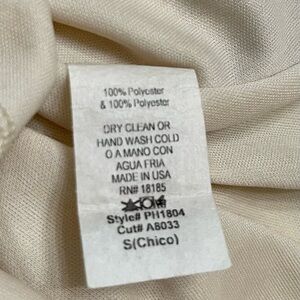 100% Polyester
& 100% Polyester
DRY CLEAN OR
HAND WASH COLD
O A MANO CON
AGUA FRIA
MADE IN USA
RN# 18185
Style# PH1804
Cut# A8033
S(Chico)